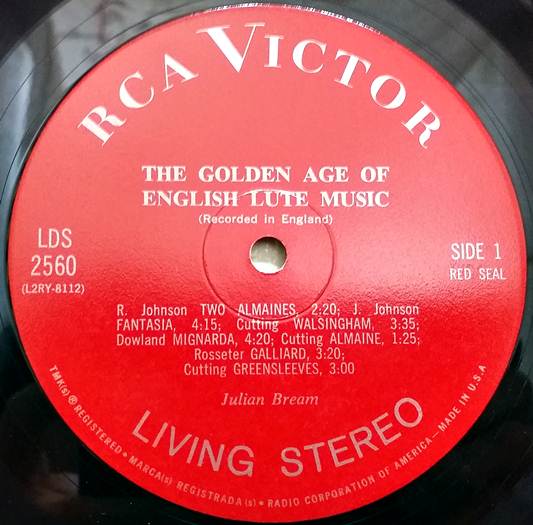 RCA VICTOR
THE GOLDEN AGE OF
ENGLISH LUTE MUSIC
(Recorded in England)
LDS
2560
(L2RY-8112)
SIDE 1
RED SEAL
R. Johnson TWO ALMAINES, 2:20; J. Johnson
FANTASIA, 4:15; Cutting WALSINGHAM, 3:35;
Dowland MIGNARDA, 4:20; Cutting ALMAINE, 1:25;
Rosseter GALLIARD, 3:20;
Cutting GREENSLEEVES, 3:00
Julian Bream
LIVING STEREO
TMK(s) ® REGISTERED • MARCA(s) REGISTRADA(s) • RADIO CORPORATION OF AMERICA—MADE IN U.S.A